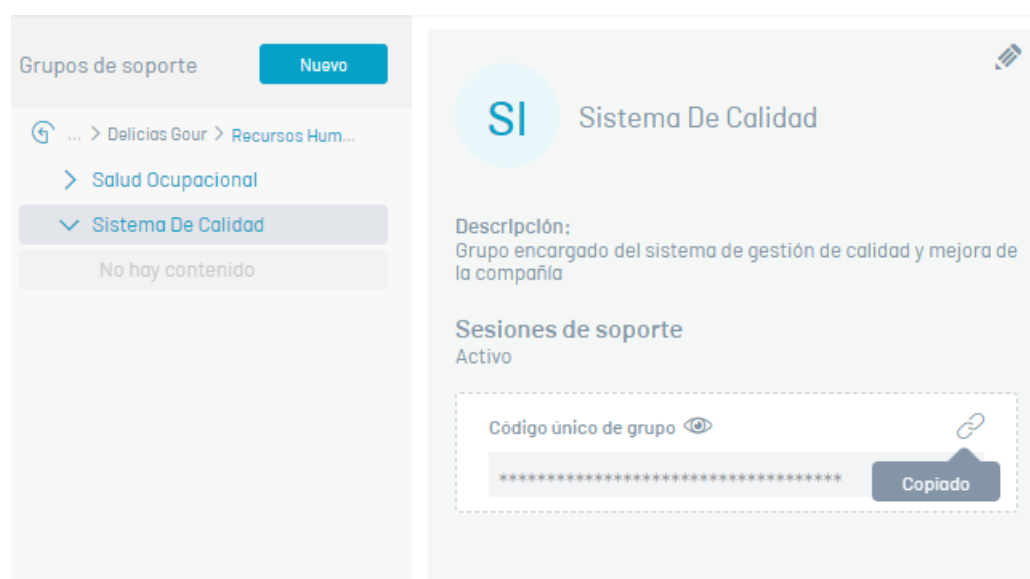 Grupos de soporte
Nuevo
... > Delicias Gour > Recursos Hum...
Salud Ocupacional
Sistema De Calidad
No hay contenido
SI
Sistema De Calidad
Descripción:
Grupo encargado del sistema de gestión de calidad y mejora de
la compañía
Sesiones de soporte
Activo
Código único de grupo
************************************
Copiado